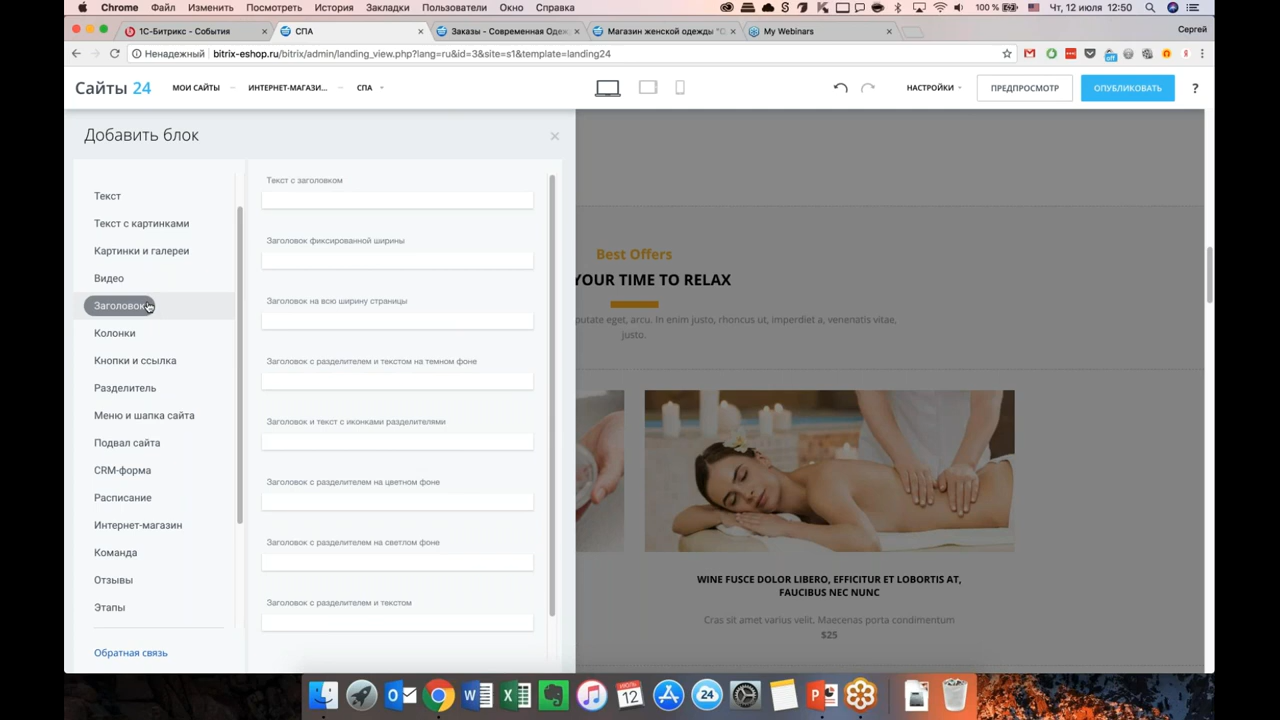 Chrome Файл Изменить Посмотреть История Закладки Пользователи Окно Справка 100 % Чт, 12 июля 12:50
1С-Битрикс - События × СПА × Заказы - Современная Одеж × Магазин женской одежды "С × My Webinars × Сергей
Ненадежный bitrix-eshop.ru/bitrix/admin/landing_view.php?lang=ru&id=3&site=s1&template=landing24
Сайты 24 МОИ САЙТЫ ИНТЕРНЕТ-МАГАЗИ... СПА НАСТРОЙКИ ПРЕДПРОСМОТР ОПУБЛИКОВАТЬ ?
Добавить блок ×
Текст
Текст с картинками
Картинки и галереи
Видео
Заголовок
Колонки
Кнопки и ссылка
Разделитель
Меню и шапка сайта
Подвал сайта
CRM-форма
Расписание
Интернет-магазин
Команда
Отзывы
Этапы
Обратная связь
Текст с заголовком
Заголовок фиксированной ширины
Заголовок на всю ширину страницы
Заголовок с разделителем и текстом на темном фоне
Заголовок и текст с иконками разделителями
Заголовок с разделителем на цветном фоне
Заголовок с разделителем на светлом фоне
Заголовок с разделителем и текстом
Best Offers
YOUR TIME TO RELAX
putate eget, arcu. In enim justo, rhoncus ut, imperdiet a, venenatis vitae,
justo.
WINE FUSCE DOLOR LIBERO, EFFICITUR ET LOBORTIS AT,
FAUCIBUS NEC NUNC
Cras sit amet varius velit, Maecenas porta condimentum
$25
12
24